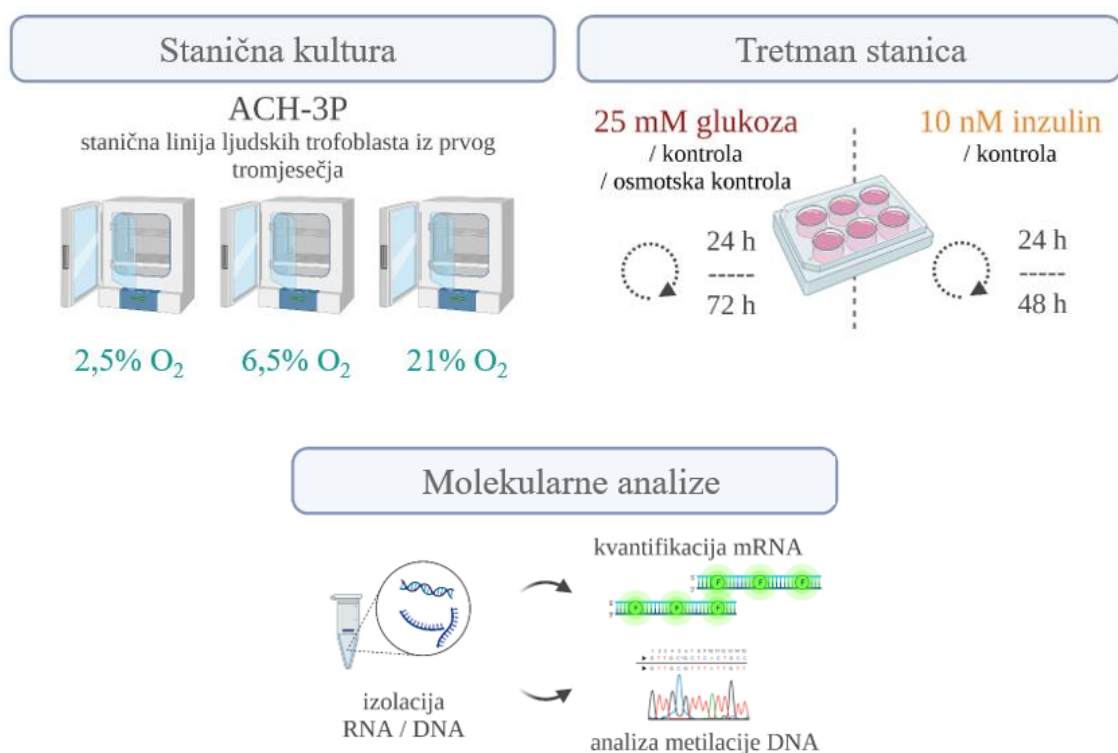 Stanična kultura
ACH-3P
stanična linija ljudskih trofoblasta iz prvog
tromjesečja
2,5% O₂
6,5% O₂
21% O₂
Tretman stanica
25 mM glukoza
/ kontrola
/ osmotska kontrola
24 h
-----
72 h
10 nM inzulin
/ kontrola
24 h
-----
48 h
Molekularne analize
izolacija
RNA / DNA
kvantifikacija mRNA
F F F
F F F
analiza metilacije DNA